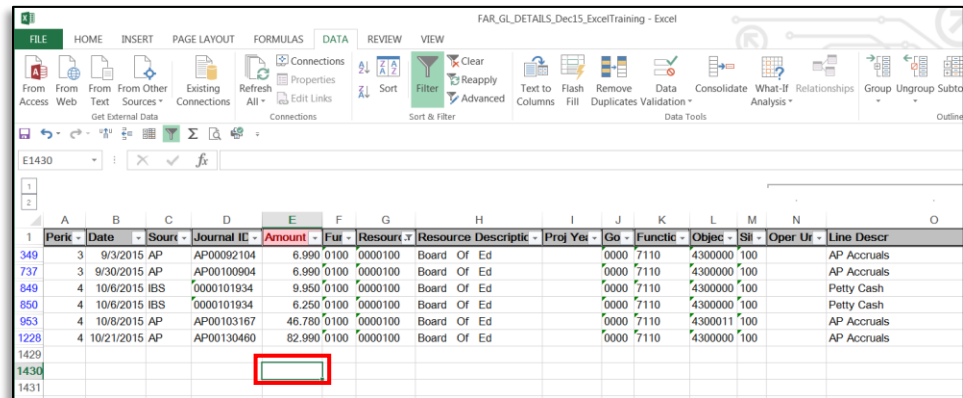 FAR_GL_DETAILS_Dec15_ExcelTraining - Excel
FILE HOME INSERT PAGE LAYOUT FORMULAS DATA REVIEW VIEW
From Access From Web From Text From Other Sources Existing Connections Refresh All Connections Properties Edit Links Sort Filter Clear Reapply Advanced Text to Columns Flash Fill Remove Duplicates Data Validation Consolidate What-If Analysis Relationships Group Ungroup Subto
Get External Data Connections Sort & Filter Data Tools Outline
E1430 fx
1
2
A B C D E F G H I J K L M N O
1 Peric Date Sourc Journal ID Amount Fur Resourc Resource Descriptic Proj Yea Go Functic Objec Sit Oper Ur Line Descr
349 3 9/3/2015 AP AP00092104 6.990 0100 0000100 Board Of Ed 0000 7110 4300000 100 AP Accruals
737 3 9/30/2015 AP AP00100904 6.990 0100 0000100 Board Of Ed 0000 7110 4300000 100 AP Accruals
849 4 10/6/2015 IBS 0000101934 9.950 0100 0000100 Board Of Ed 0000 7110 4300000 100 Petty Cash
850 4 10/6/2015 IBS 0000101934 6.250 0100 0000100 Board Of Ed 0000 7110 4300000 100 Petty Cash
953 4 10/8/2015 AP AP00103167 46.780 0100 0000100 Board Of Ed 0000 7110 4300011 100 AP Accruals
1228 4 10/21/2015 AP AP00130460 82.990 0100 0000100 Board Of Ed 0000 7110 4300000 100 AP Accruals
1429
1430
1431